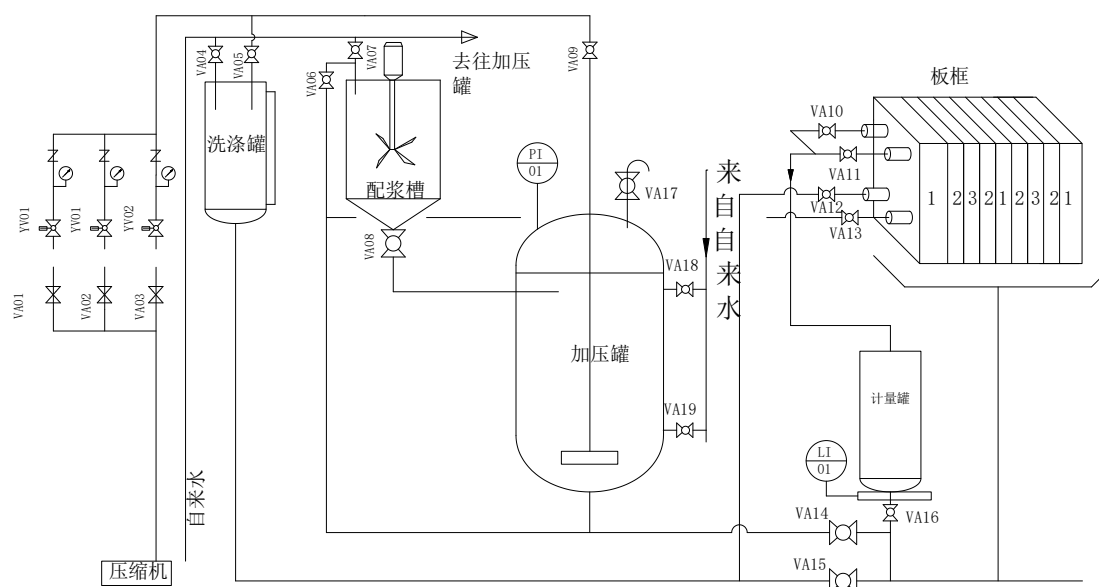 VA04
VA05
VA07
去往加压
罐
VA06
VA09
板框
VA10
洗涤罐
PI
01
VA11
配浆槽
来自自来水
VA17
VA12
1 2 3 2 1 2 3 2 1
YV01
YV01
YV02
VA08
VA13
VA18
VA01
VA02
VA03
加压罐
计量罐
VA19
LI
01
自来水
VA14
VA16
VA15
压缩机